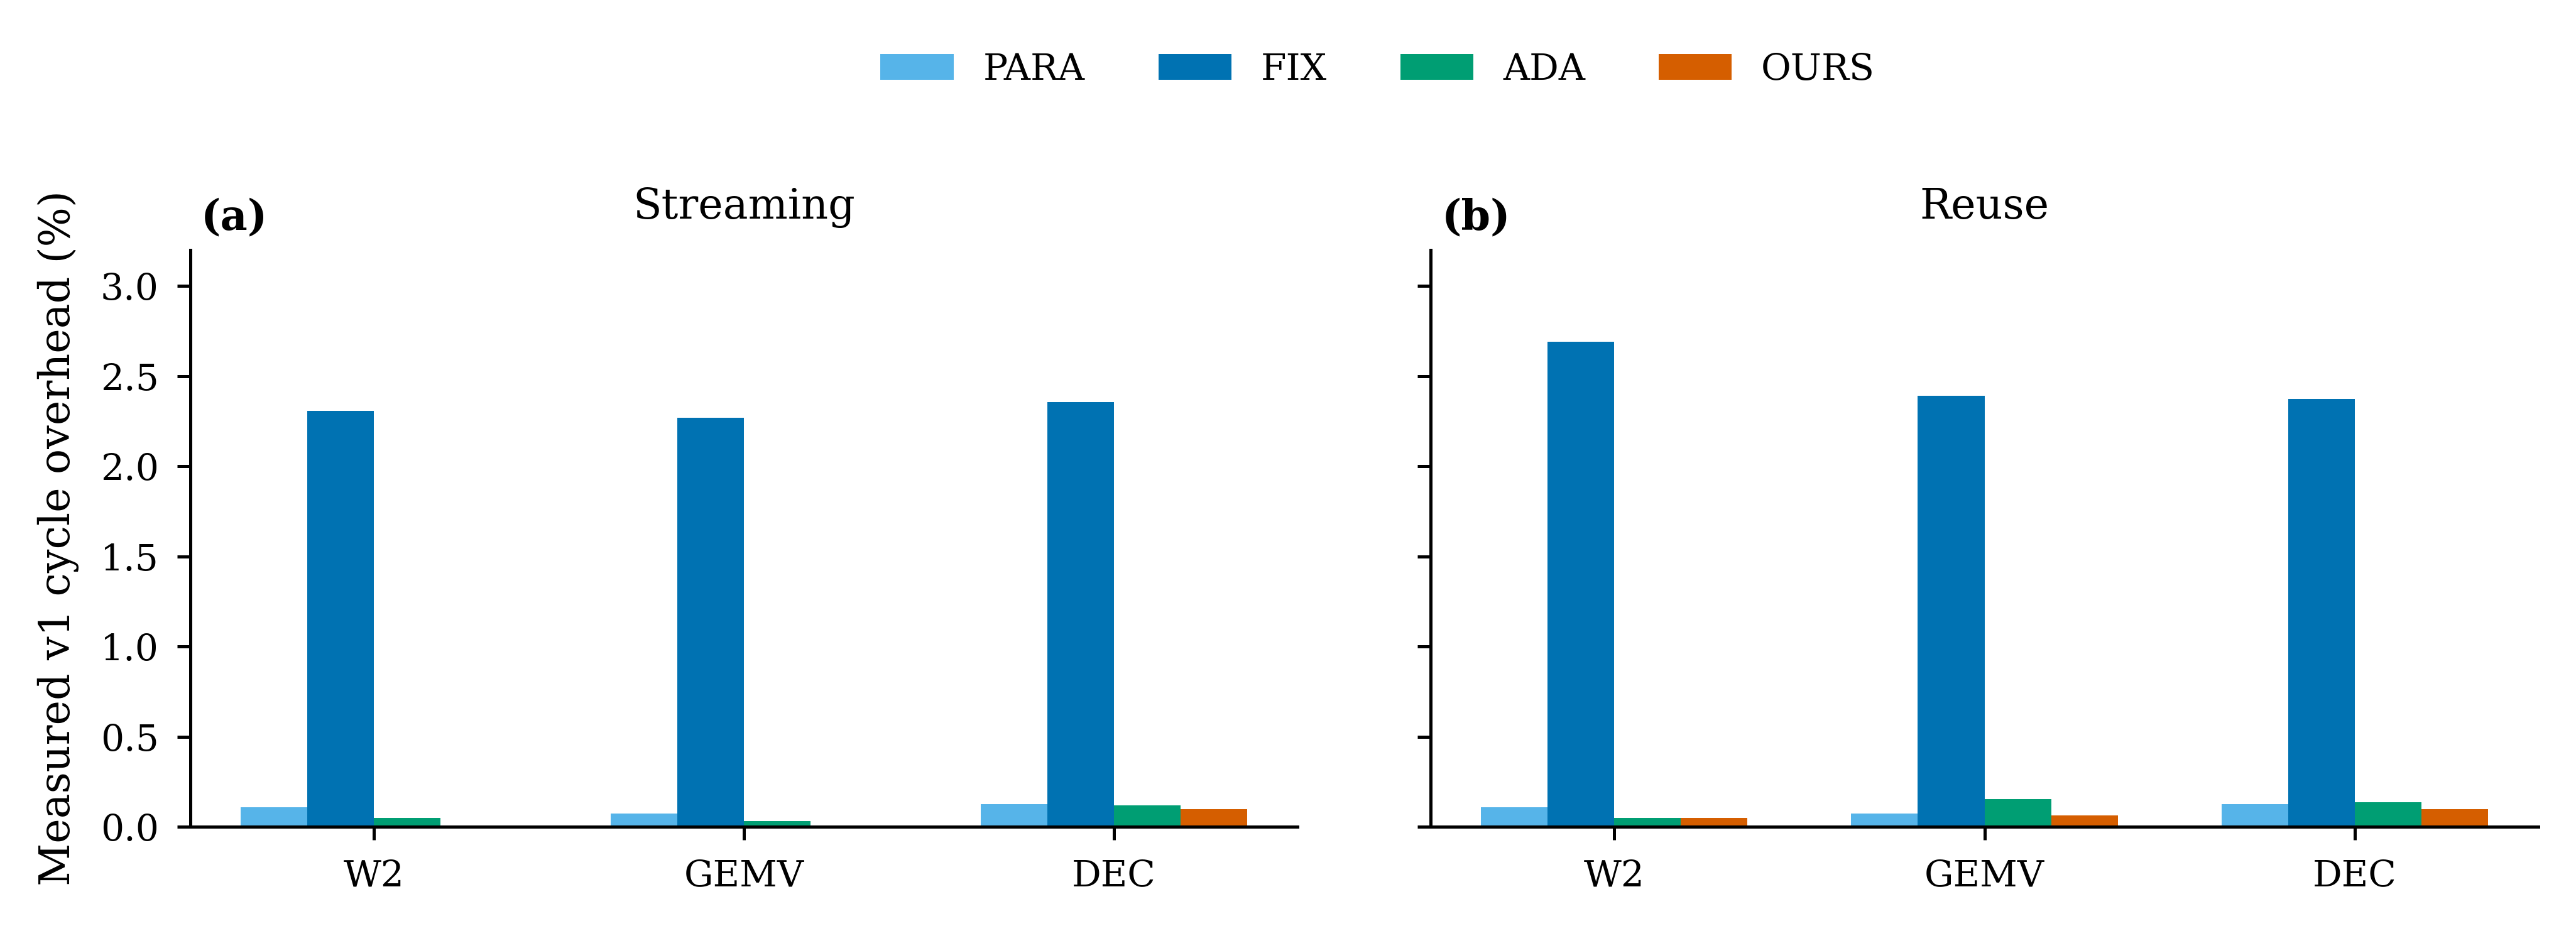 PARA FIX ADA OURS
(a) Streaming
Measured v1 cycle overhead (%)
3.0
2.5
2.0
1.5
1.0
0.5
0.0
W2 GEMV DEC
(b) Reuse
W2 GEMV DEC